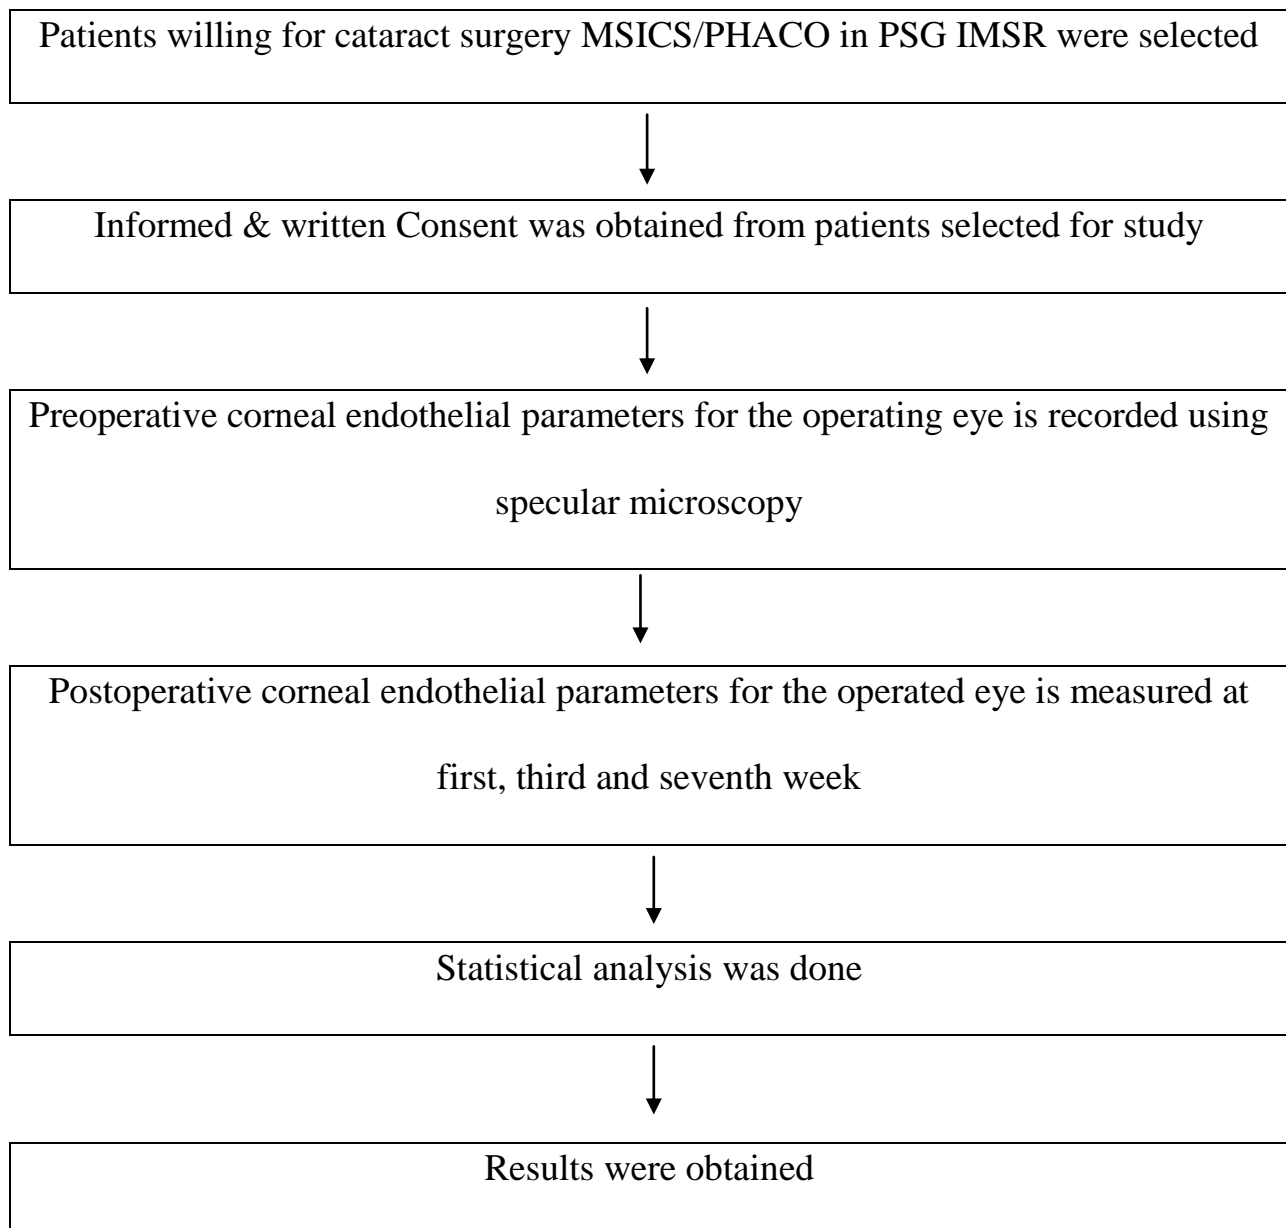 Patients willing for cataract surgery MSICS/PHACO in PSG IMSR were selected
Informed & written Consent was obtained from patients selected for study
Preoperative corneal endothelial parameters for the operating eye is recorded using
specular microscopy
Postoperative corneal endothelial parameters for the operated eye is measured at
first, third and seventh week
Statistical analysis was done
Results were obtained